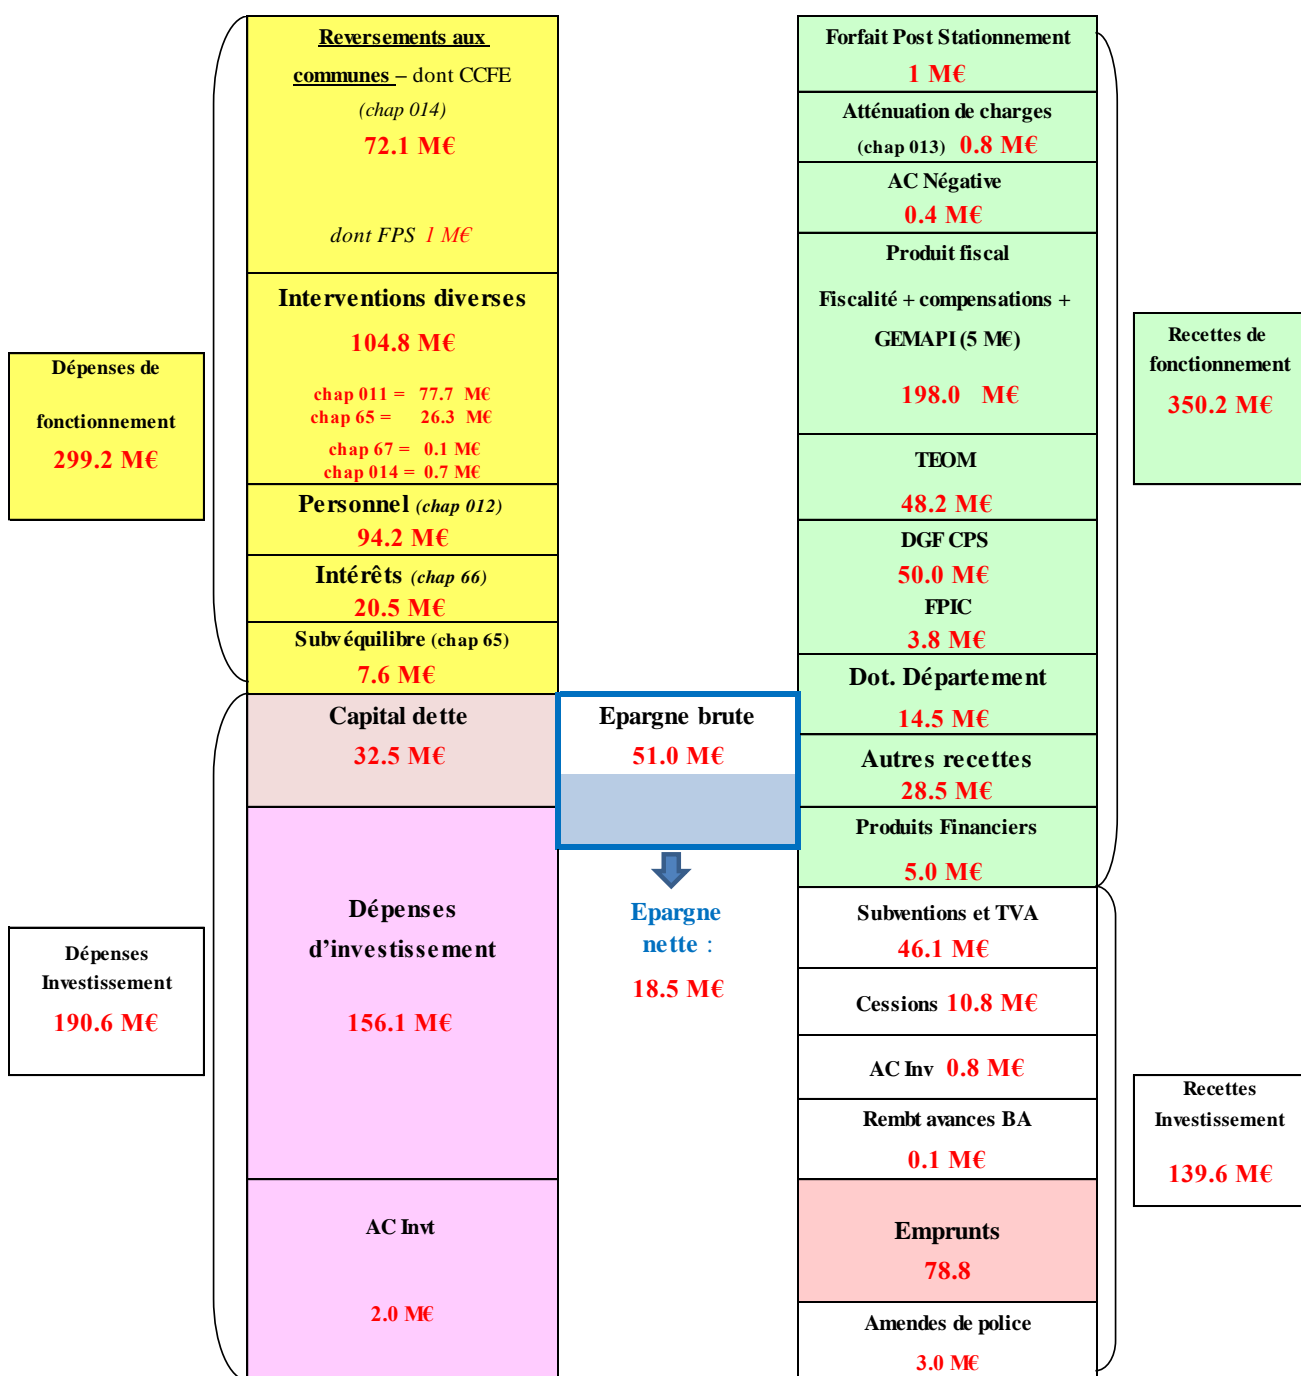 Reversements aux
communes – dont CCFE
(chap 014)
72.1 M€
dont FPS 1 M€
Interventions diverses
104.8 M€
chap 011 = 77.7 M€
chap 65 = 26.3 M€
chap 67 = 0.1 M€
chap 014 = 0.7 M€
Personnel (chap 012)
94.2 M€
Intérêts (chap 66)
20.5 M€
Subv équilibre (chap 65)
7.6 M€
Dépenses de
fonctionnement
299.2 M€
Capital dette
32.5 M€
Dépenses
d’investissement
156.1 M€
AC Invt
2.0 M€
Dépenses
Investissement
190.6 M€
Epargne brute
51.0 M€
Epargne
nette :
18.5 M€
Forfait Post Stationnement
1 M€
Atténuation de charges
(chap 013) 0.8 M€
AC Négative
0.4 M€
Produit fiscal
Fiscalité + compensations +
GEMAPI (5 M€)
198.0 M€
TEOM
48.2 M€
DGF CPS
50.0 M€
FPIC
3.8 M€
Dot. Département
14.5 M€
Autres recettes
28.5 M€
Produits Financiers
5.0 M€
Recettes de
fonctionnement
350.2 M€
Subventions et TVA
46.1 M€
Cessions 10.8 M€
AC Inv 0.8 M€
Rembt avances BA
0.1 M€
Emprunts
78.8
Amendes de police
3.0 M€
Recettes
Investissement
139.6 M€